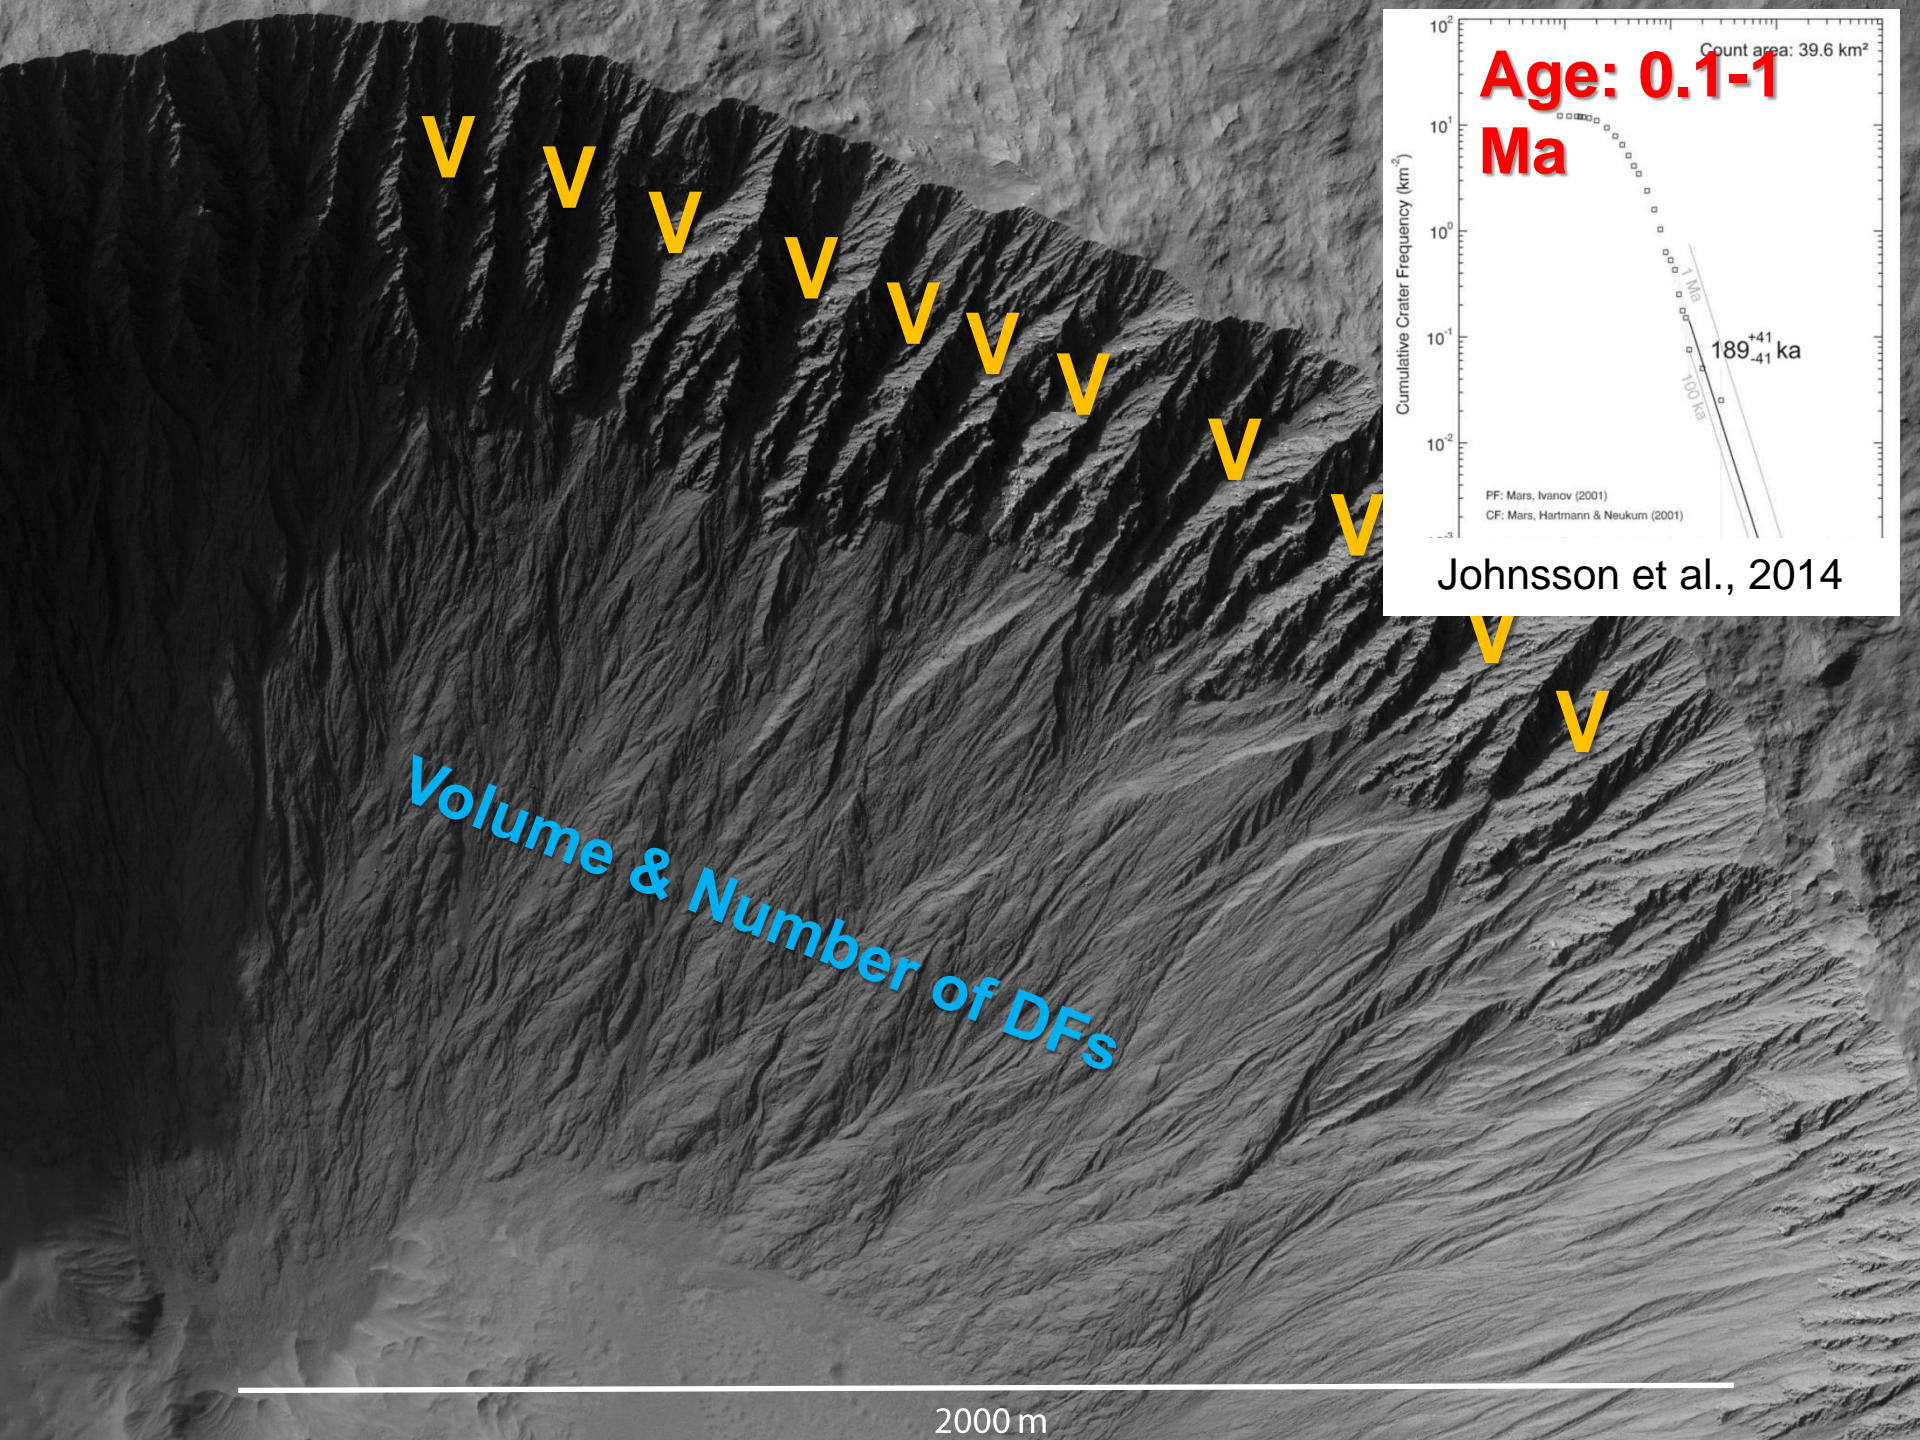 10²
Count area: 39.6 km²
Age: 0.1-1
Ma
10¹
10⁰
10⁻¹
10⁻²
Cumulative Crater Frequency (km⁻²)
1 Ma
189 +41 -41 ka
100 ka
PF: Mars, Ivanov (2001)
CF: Mars, Hartmann & Neukum (2001)
Johnsson et al., 2014
V
V
V
V
V
V
V
V
V
V
V
Volume & Number of DFs
2000 m